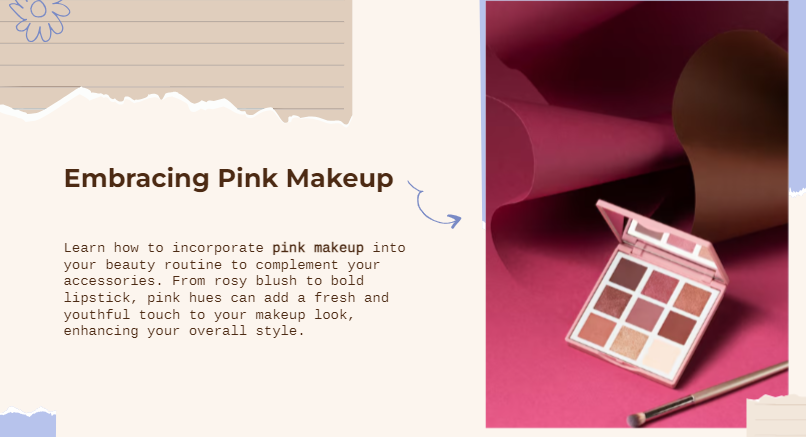 Embracing Pink Makeup
Learn how to incorporate pink makeup into
your beauty routine to complement your
accessories. From rosy blush to bold
lipstick, pink hues can add a fresh and
youthful touch to your makeup look,
enhancing your overall style.